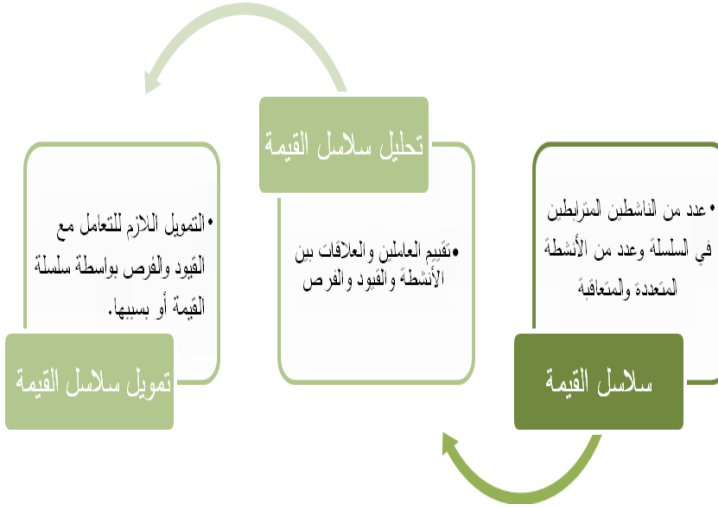 • عدد من الناشطين المترابطين
في السلسلة وعدد من الأنشطة
المتعددة والمتعاقبة
سلاسل القيمة
تحليل سلاسل القيمة
•تقييم العاملين والعلاقات بين
الأنشطة والقيود والفرص
•التمويل اللازم للتعامل مع
القيود والفرص بواسطة سلسلة
القيمة أو بسببها.
تمويل سلاسل القيمة